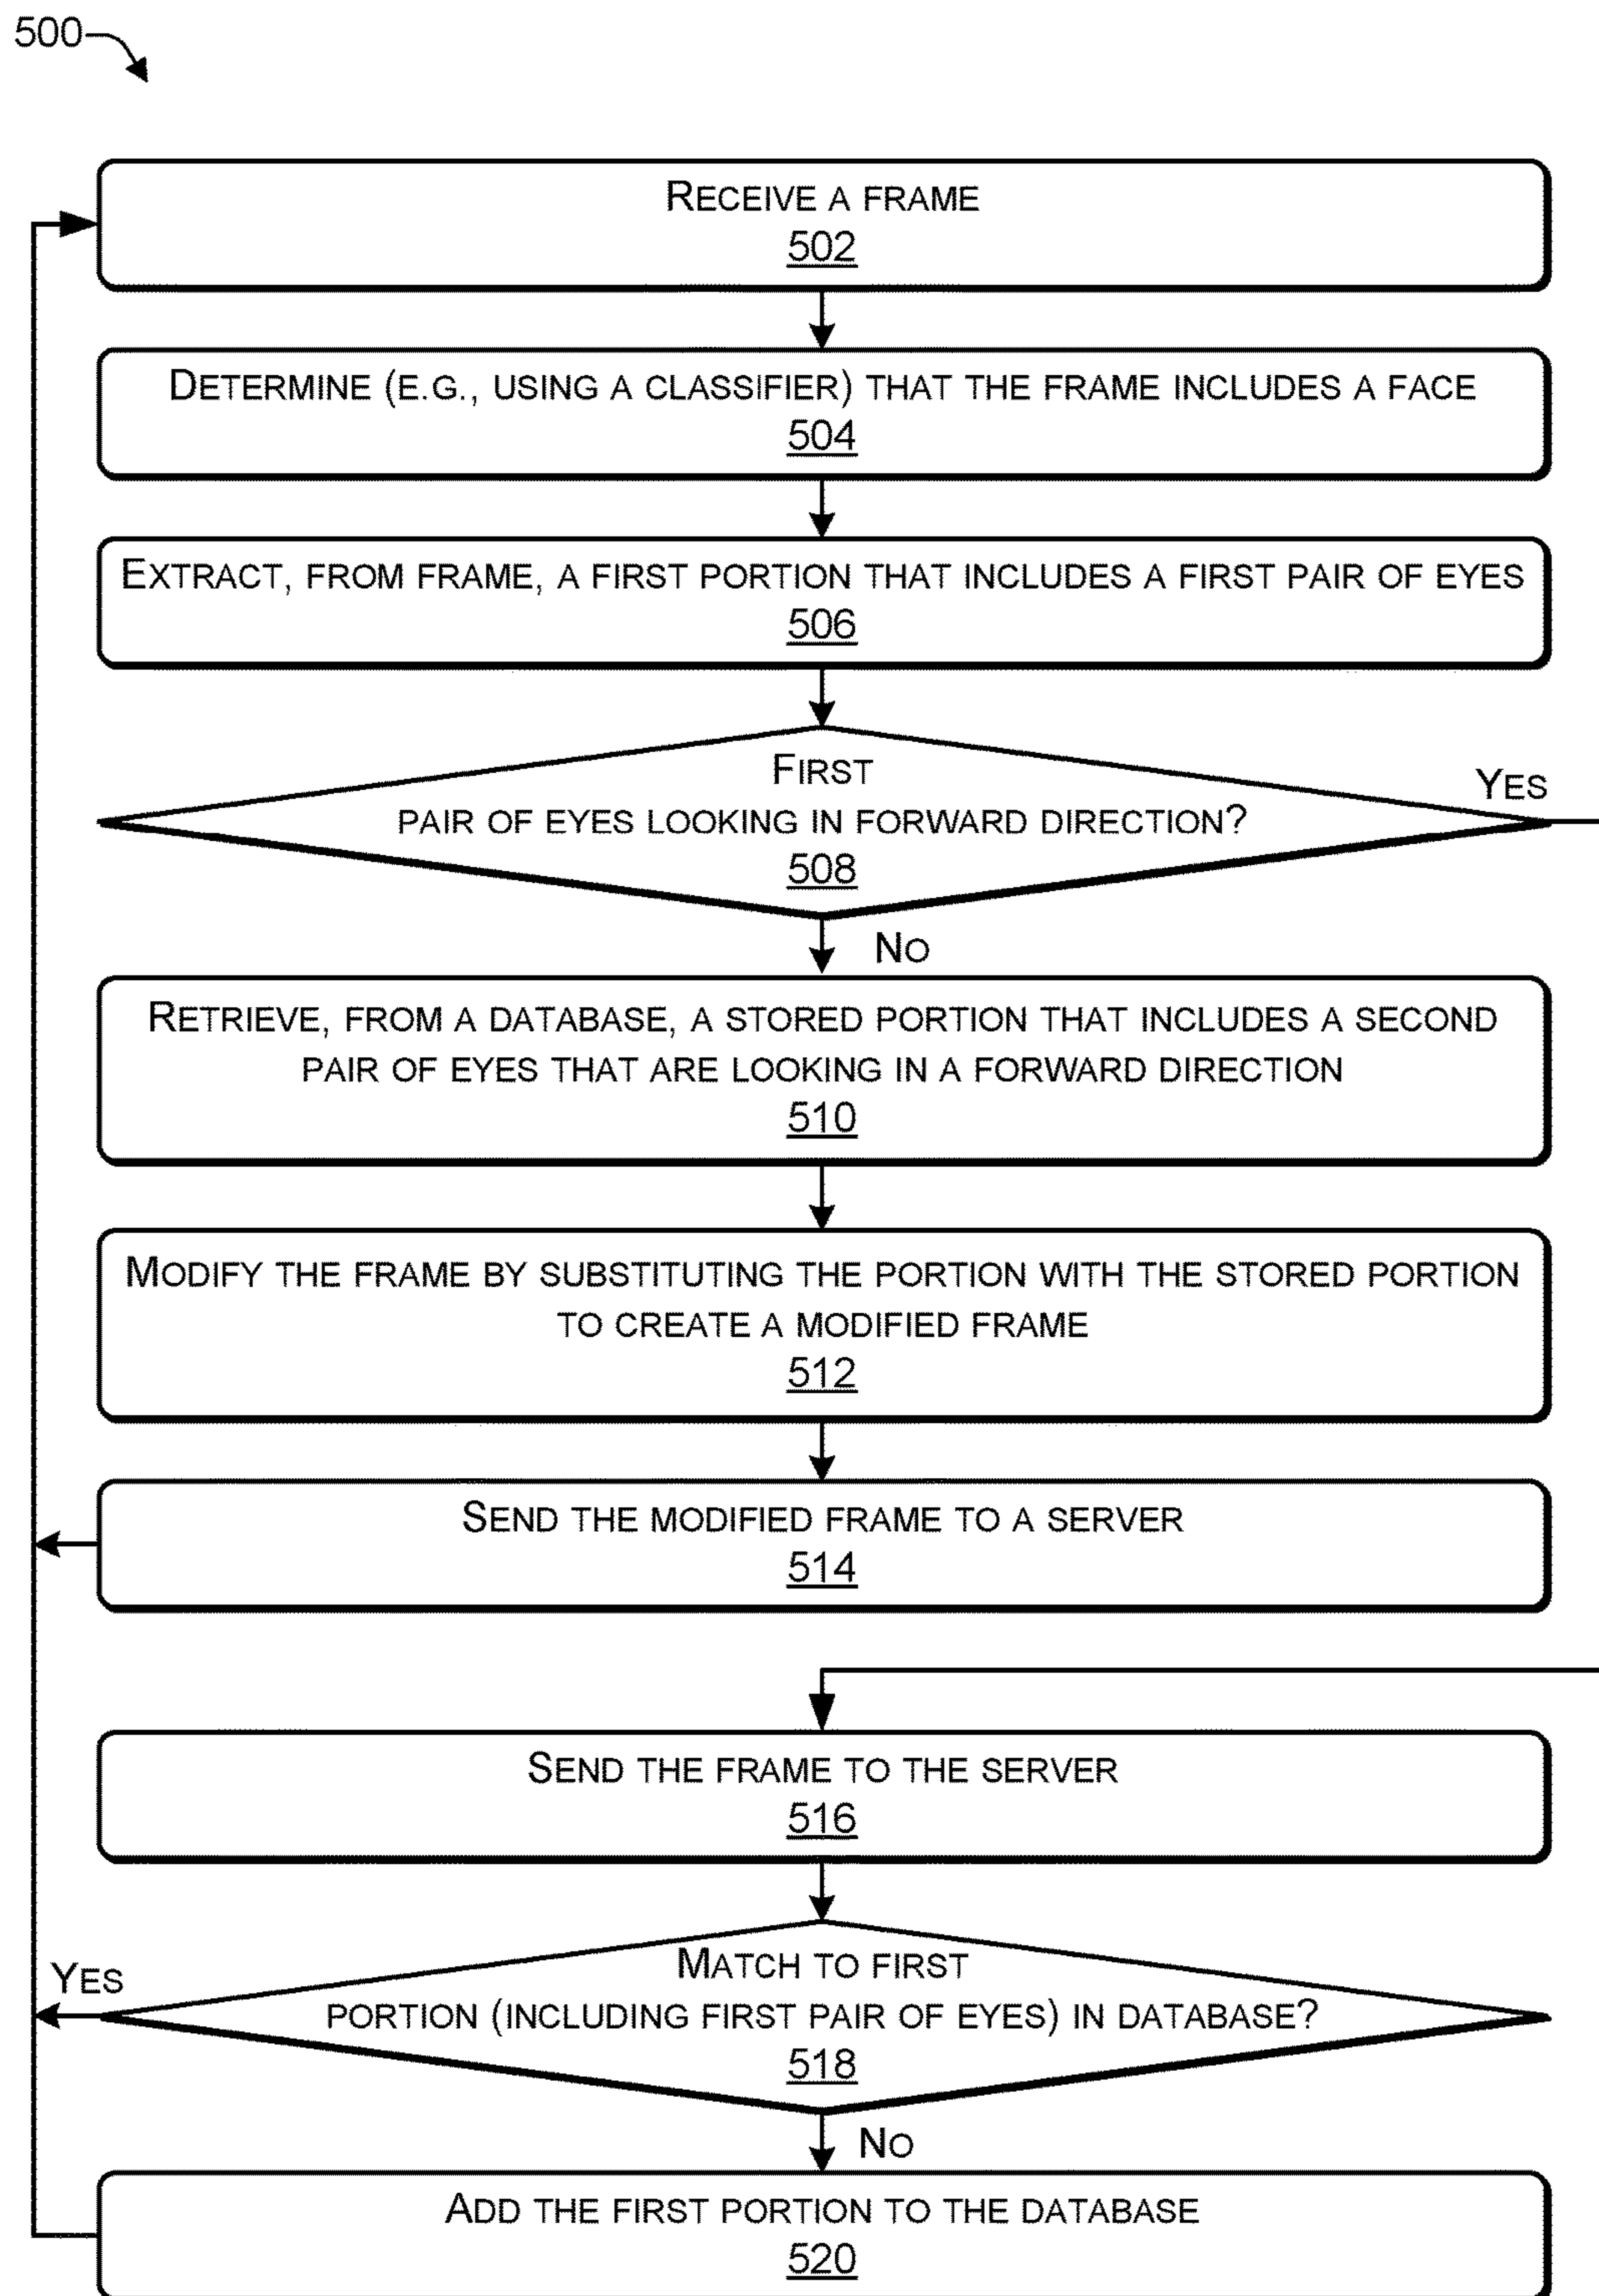 500
RECEIVE A FRAME
502
DETERMINE (E.G., USING A CLASSIFIER) THAT THE FRAME INCLUDES A FACE
504
EXTRACT, FROM FRAME, A FIRST PORTION THAT INCLUDES A FIRST PAIR OF EYES
506
FIRST
PAIR OF EYES LOOKING IN FORWARD DIRECTION?
508
YES
NO
RETRIEVE, FROM A DATABASE, A STORED PORTION THAT INCLUDES A SECOND
PAIR OF EYES THAT ARE LOOKING IN A FORWARD DIRECTION
510
MODIFY THE FRAME BY SUBSTITUTING THE PORTION WITH THE STORED PORTION
TO CREATE A MODIFIED FRAME
512
SEND THE MODIFIED FRAME TO A SERVER
514
SEND THE FRAME TO THE SERVER
516
MATCH TO FIRST
PORTION (INCLUDING FIRST PAIR OF EYES) IN DATABASE?
518
YES
NO
ADD THE FIRST PORTION TO THE DATABASE
520